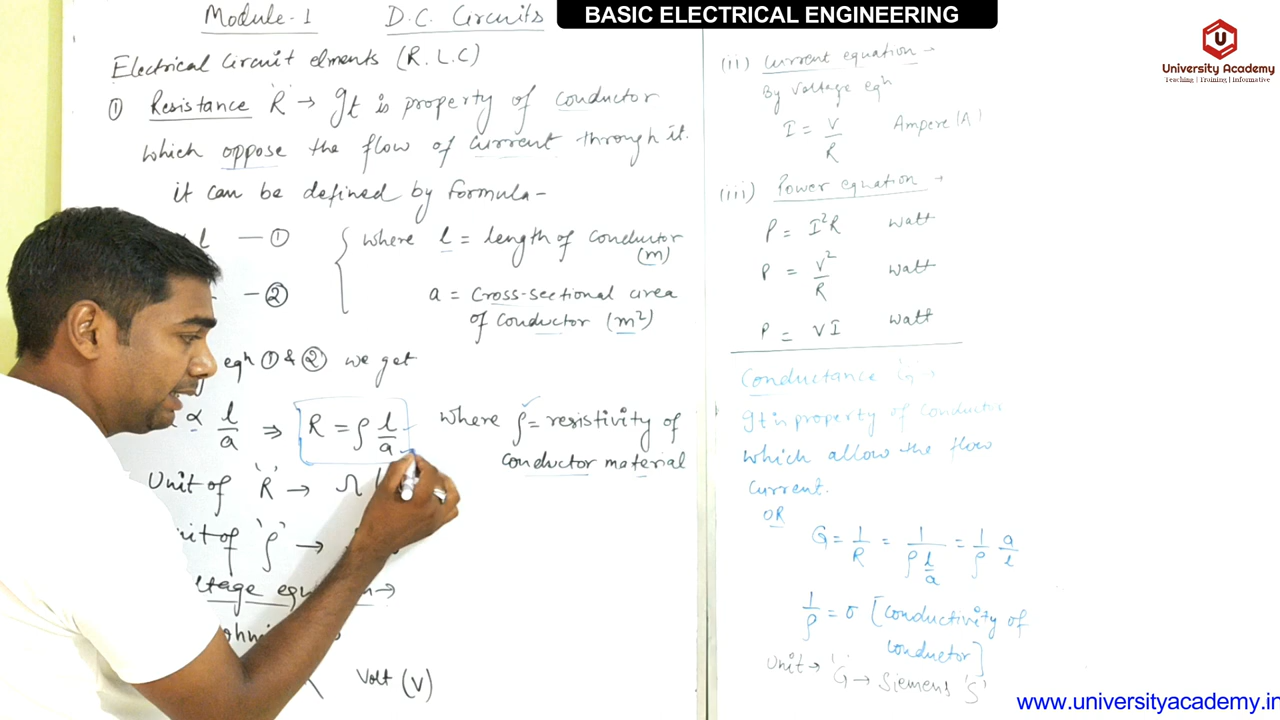 BASIC ELECTRICAL ENGINEERING
University Academy
Teaching | Training | Informative
Module-1 D.C. Circuits
Electrical Circuit elments (R.L.C)
① Resistance 'R' → It is property of conductor
which oppose the flow of current through it.
it can be defined by formula-
l — ①
— ②
where l = length of conductor
(m)
a = Cross-sectional area
of conductor (m²)
eqn ① & ② we get
∝ l/a ⇒ R = ρ l/a
where ρ = resistivity of
conductor material
Unit of 'R' → Ω
of 'ρ' →
Volt (V)
(ii) Current equation -
By Voltage eqn
I = V/R Ampere (A)
(iii) Power equation →
P = I²R watt
P = V²/R watt
P = VI watt
Conductance 'G' →
It is property of conductor
which allow the flow
current.
OR
G = 1/R = 1/(ρ l/a) = 1/ρ a/l
1/ρ = σ [conductivity of
conductor]
Unit → 'G' → Siemens 'S'
www.universityacademy.in